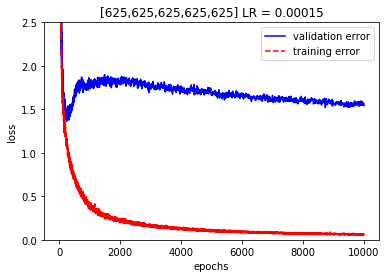 [625,625,625,625,625] LR = 0.00015
validation error
training error
loss
2.5
2.0
1.5
1.0
0.5
0.0
0 2000 4000 6000 8000 10000
epochs